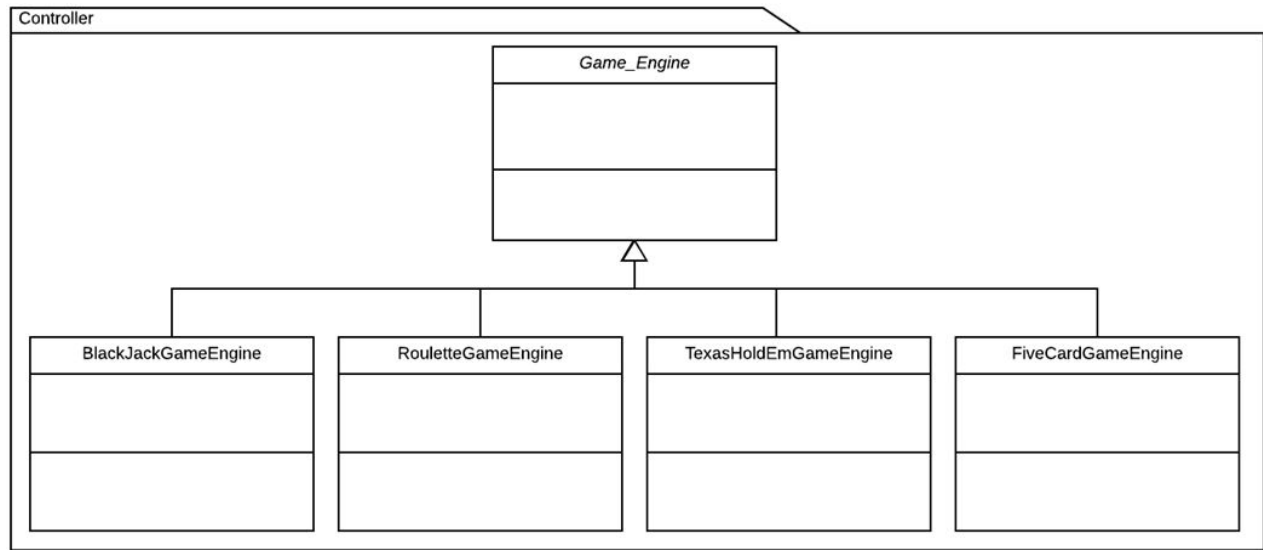 Controller
Game_Engine
BlackJackGameEngine
RouletteGameEngine
TexasHoldEmGameEngine
FiveCardGameEngine